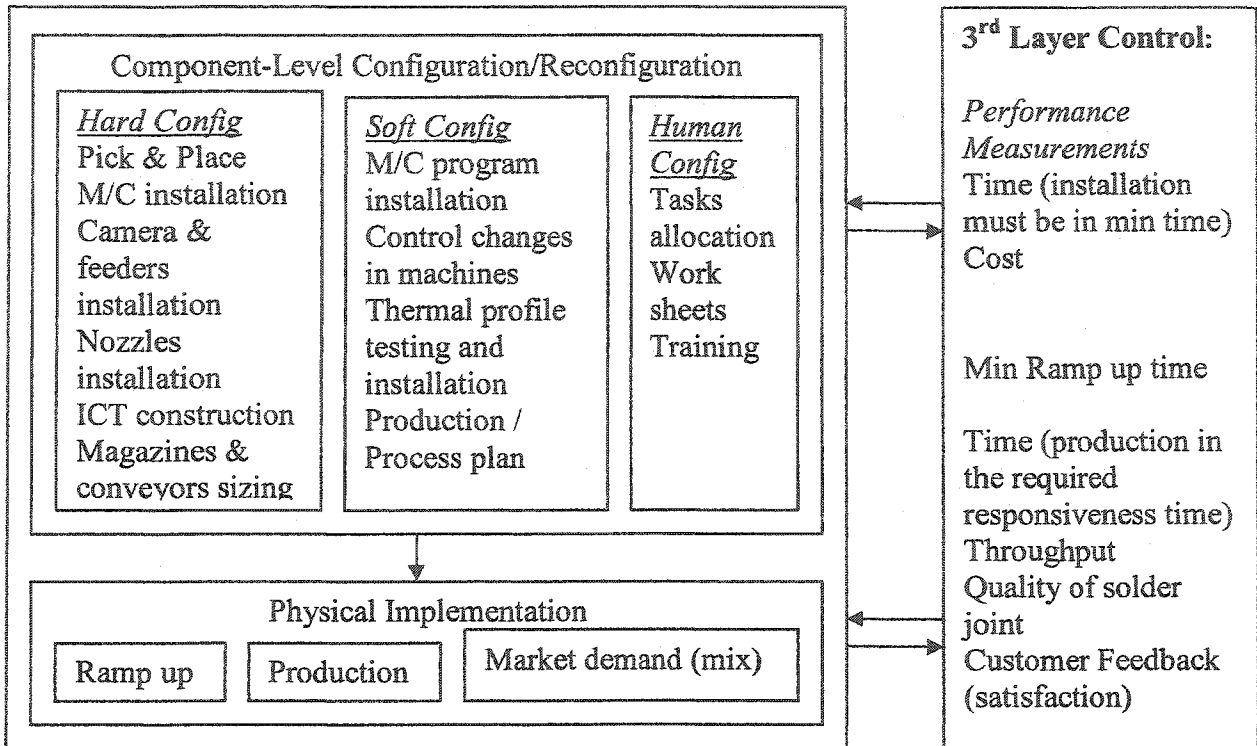 Component-Level Configuration/Reconfiguration
Hard Config
Pick & Place
M/C installation
Camera &
feeders
installation
Nozzles
installation
ICT construction
Magazines &
conveyors sizing
Soft Config
M/C program
installation
Control changes
in machines
Thermal profile
testing and
installation
Production /
Process plan
Human
Config
Tasks
allocation
Work
sheets
Training
Physical Implementation
Ramp up
Production
Market demand (mix)
3rd Layer Control:
Performance
Measurements
Time (installation
must be in min time)
Cost
Min Ramp up time
Time (production in
the required
responsiveness time)
Throughput
Quality of solder
joint
Customer Feedback
(satisfaction)